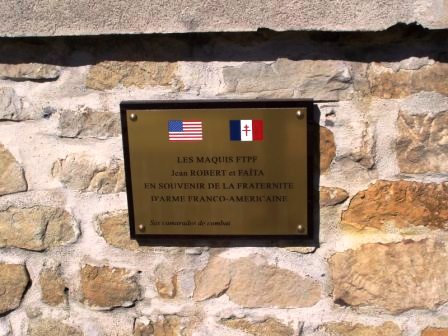 LES MAQUIS FTPF
Jean ROBERT et FAÏTA
EN SOUVENIR DE LA FRATERNITE
D'ARME FRANCO-AMERICAINE
Ses camarades de combat